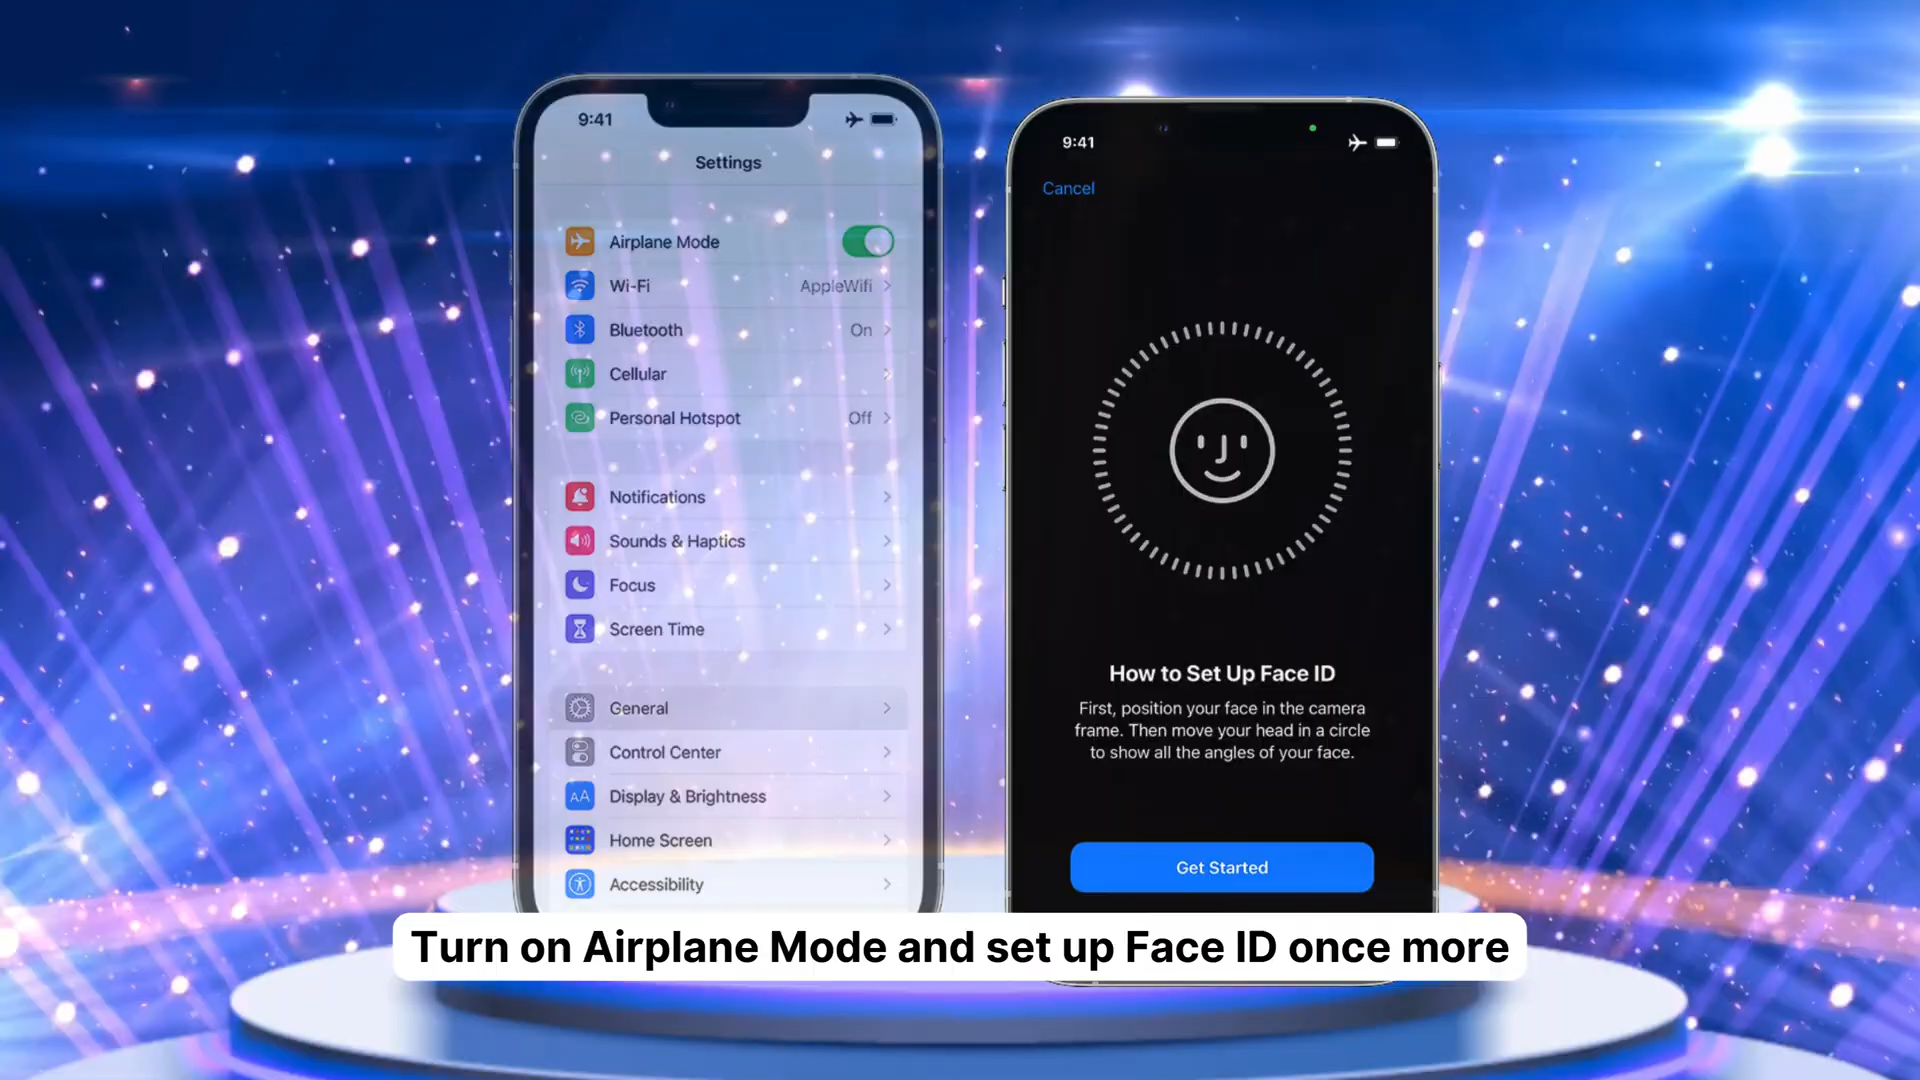 9:41
Settings
Airplane Mode
Wi-Fi AppleWifi
Bluetooth On
Cellular
Personal Hotspot Off
Notifications
Sounds & Haptics
Focus
Screen Time
General
Control Center
AA Display & Brightness
Home Screen
Accessibility
9:41
Cancel
How to Set Up Face ID
First, position your face in the camera
frame. Then move your head in a circle
to show all the angles of your face.
Get Started
Turn on Airplane Mode and set up Face ID once more